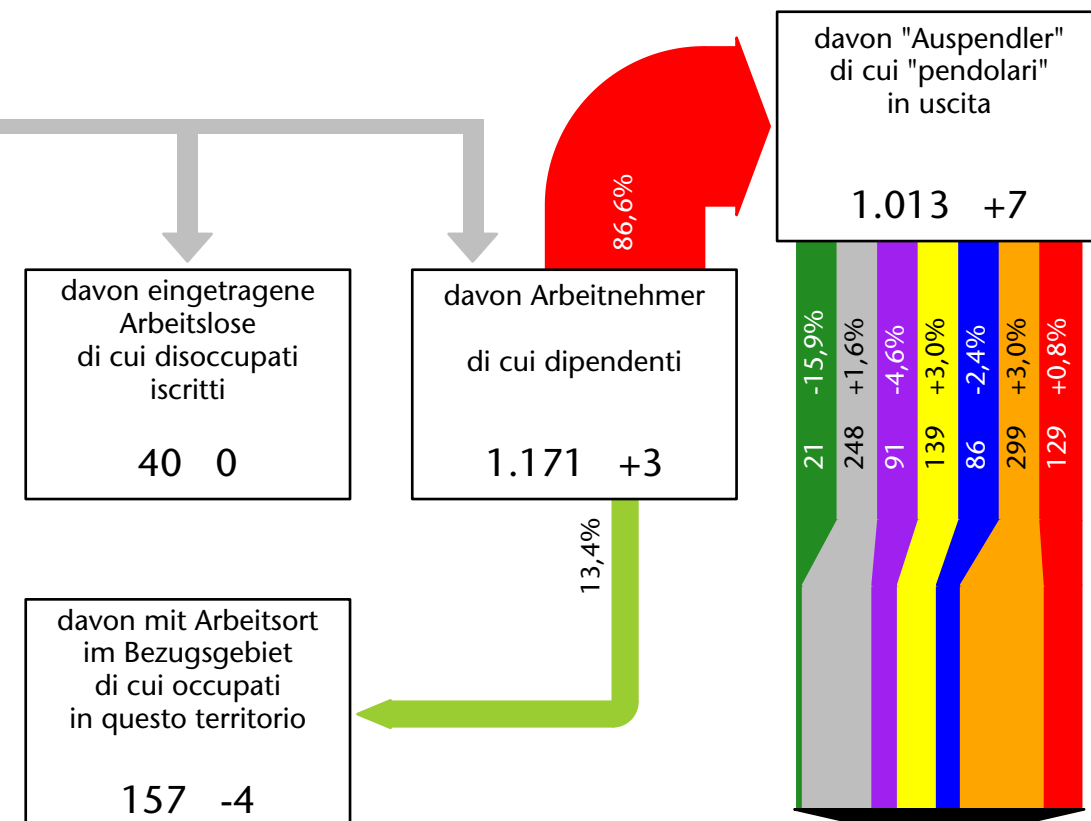 davon "Auspendler"
di cui "pendolari"
in uscita
1.013 +7
86,6%
davon eingetragene
Arbeitslose
di cui disoccupati
iscritti
40 0
davon Arbeitnehmer
di cui dipendenti
1.171 +3
21 -15,9%
248 +1,6%
91 -4,6%
139 +3,0%
86 -2,4%
299 +3,0%
129 +0,8%
13,4%
davon mit Arbeitsort
im Bezugsgebiet
di cui occupati
in questo territorio
157 -4